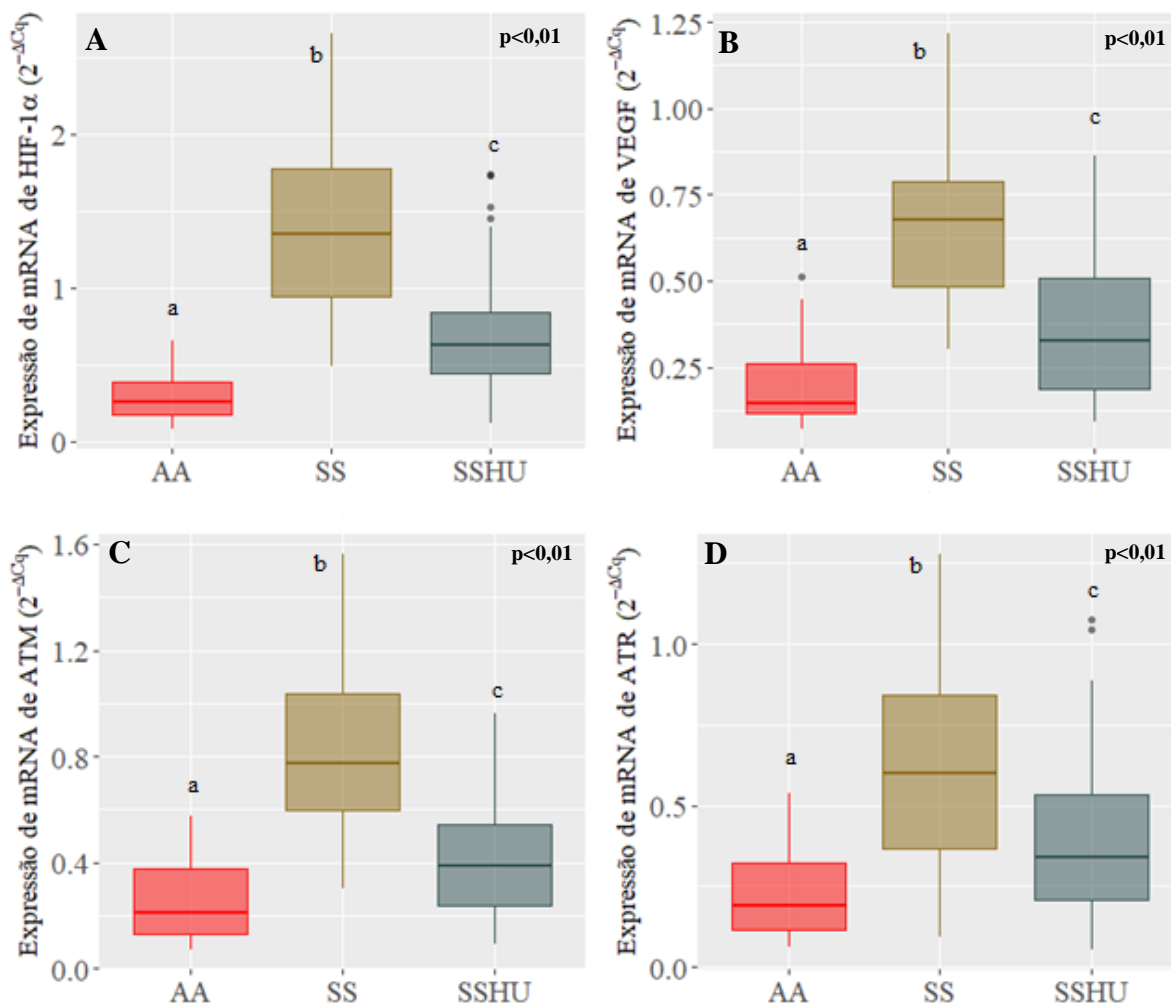 A
p<0,01
Expressão de mRNA de HIF-1α (2^−ΔCq)
2
1
0
a
b
c
AA SS SSHU
B
p<0,01
Expressão de mRNA de VEGF (2^−ΔCq)
1.25
1.00
0.75
0.50
0.25
a
b
c
AA SS SSHU
C
p<0,01
Expressão de mRNA de ATM (2^−ΔCq)
1.6
1.2
0.8
0.4
0.0
a
b
c
AA SS SSHU
D
p<0,01
Expressão de mRNA de ATR (2^−ΔCq)
1.0
0.5
0.0
a
b
c
AA SS SSHU